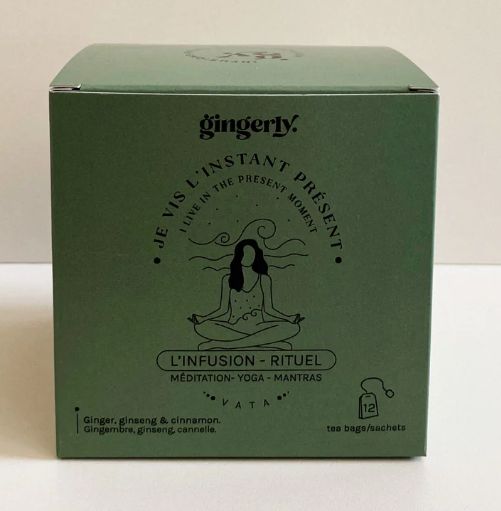 gingerly.
• JE VIS L'INSTANT PRÉSENT •
I LIVE IN THE PRESENT MOMENT
L'INFUSION - RITUEL
MÉDITATION- YOGA - MANTRAS
VATA
Ginger, ginseng & cinnamon.
Gingembre, ginseng, cannelle.
12
tea bags/sachets